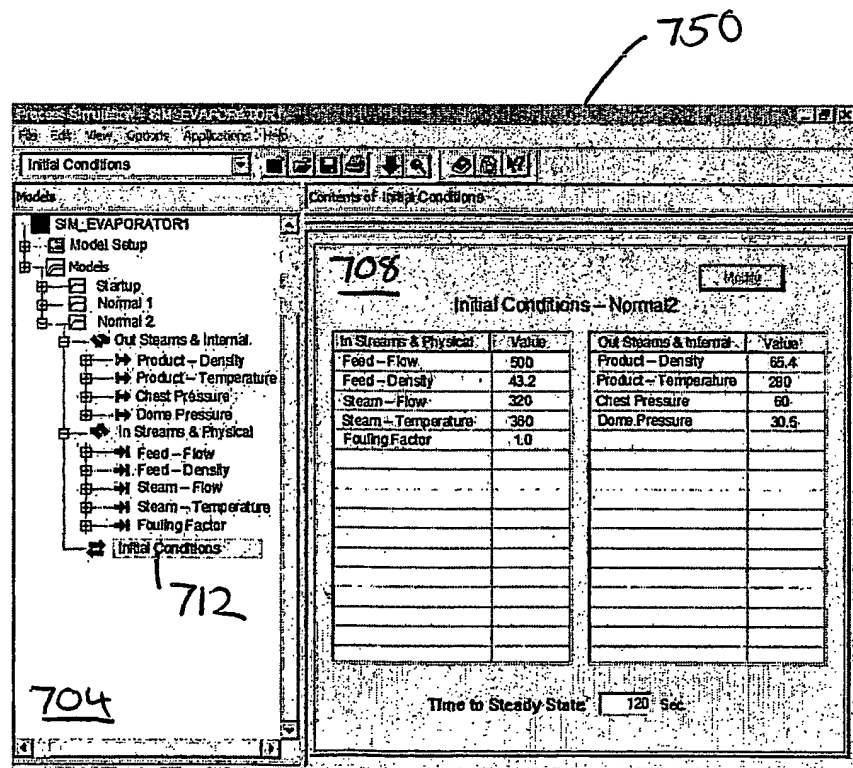 750
Process Simulation - SIM_EVAPORATOR1
File Edit View Options Applications Help
Initial Conditions
Models
Contents of Initial Conditions
SIM_EVAPORATOR1
Model Setup
Models
Startup
Normal 1
Normal 2
Out Steams & Internal.
Product – Density
Product – Temperature
Chest Pressure
Dome Pressure
In Streams & Physical
Feed – Flow
Feed – Density
Steam – Flow
Steam – Temperature
Fouling Factor
Initial Conditions
712
704
708
Modify
Initial Conditions – Normal2
In Streams & Physical Value
Feed – Flow 500
Feed – Density 43.2
Steam – Flow 320
Steam – Temperature 360
Fouling Factor 1.0
Out Steams & Internal Value
Product – Density 65.4
Product – Temperature 280
Chest Pressure 60
Dome Pressure 30.5
Time to Steady State 120 Sec